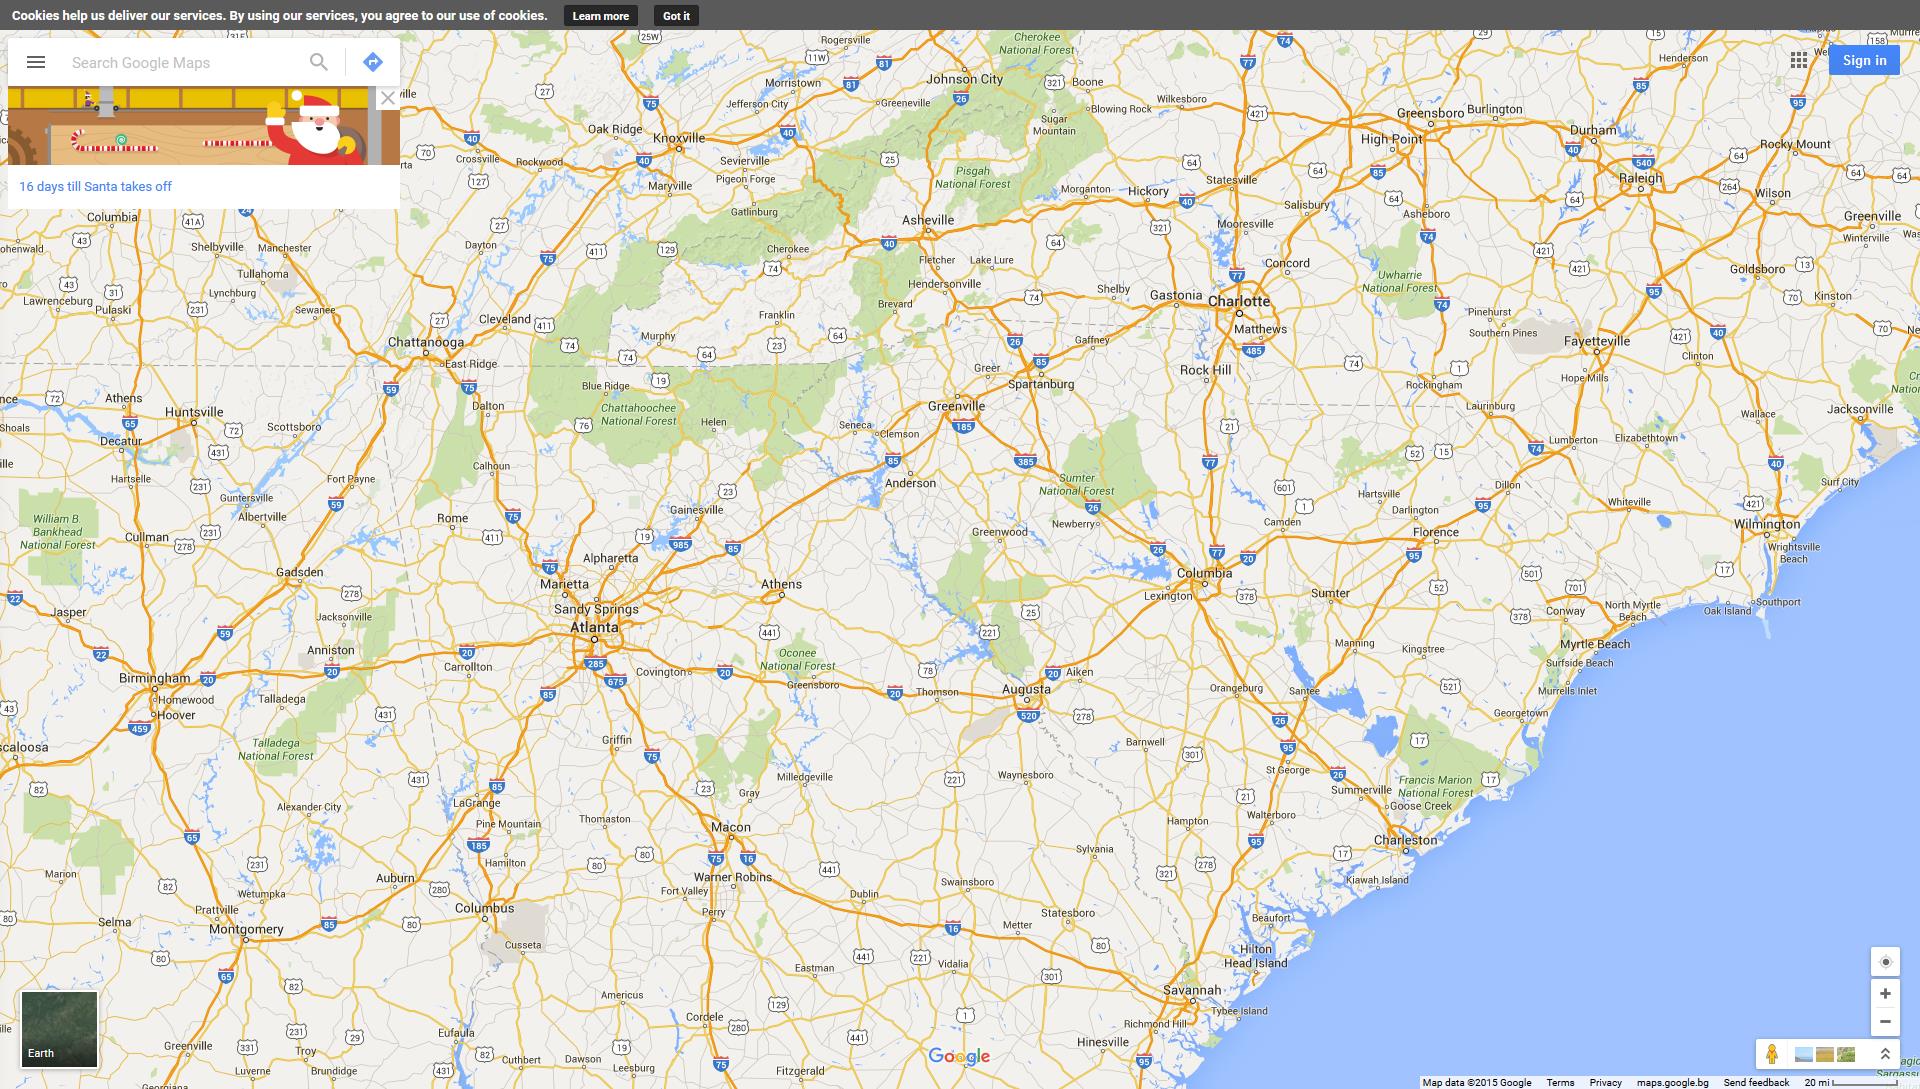 Cookies help us deliver our services. By using our services, you agree to our use of cookies. Learn more Got it
Search Google Maps
Sign in
16 days till Santa takes off
Rogersville
Cherokee
National Forest
Johnson City
Boone
Henderson
Morristown
Jefferson City
Greeneville
Blowing Rock
Wilkesboro
Greensboro
Burlington
Oak Ridge
Knoxville
Sugar
Mountain
High Point
Durham
Rocky Mount
Crossville
Rockwood
Sevierville
Pigeon Forge
Maryville
Pisgah
National Forest
Morganton
Hickory
Statesville
Raleigh
Wilson
Gatlinburg
Asheville
Salisbury
Asheboro
Greenville
Winterville
Columbia
Shelbyville
Manchester
Dayton
Cherokee
Mooresville
Tullahoma
Fletcher
Lake Lure
Concord
Uwharrie
National Forest
Goldsboro
Lawrenceburg
Pulaski
Lynchburg
Sewanee
Hendersonville
Brevard
Shelby
Gastonia
Charlotte
Kinston
Cleveland
Franklin
Murphy
Matthews
Pinehurst
Southern Pines
Fayetteville
Chattanooga
East Ridge
Gaffney
Clinton
Greer
Spartanburg
Rock Hill
Rockingham
Hope Mills
Athens
Huntsville
Dalton
Blue Ridge
Chattahoochee
National Forest
Helen
Greenville
Laurinburg
Wallace
Jacksonville
Shoals
Decatur
Scottsboro
Seneca
Clemson
Lumberton
Elizabethtown
Calhoun
Hartselle
Fort Payne
Anderson
Sumter
National Forest
Hartsville
Dillon
Surf City
Guntersville
Albertville
Rome
Gainesville
Newberry
Camden
Darlington
Whiteville
William B.
Bankhead
National Forest
Cullman
Greenwood
Florence
Wilmington
Wrightsville
Beach
Gadsden
Alpharetta
Marietta
Athens
Columbia
Lexington
Sumter
Jasper
Jacksonville
Sandy Springs
Atlanta
Conway
North Myrtle
Beach
Oak Island
Southport
Anniston
Carrollton
Covington
Oconee
National Forest
Greensboro
Manning
Kingstree
Myrtle Beach
Surfside Beach
Birmingham
Homewood
Hoover
Talladega
Thomson
Augusta
Aiken
Orangeburg
Santee
Murrells Inlet
Georgetown
Talladega
National Forest
Griffin
Barnwell
Milledgeville
Waynesboro
St George
Summerville
Francis Marion
National Forest
Goose Creek
Alexander City
LaGrange
Pine Mountain
Thomaston
Gray
Macon
Hampton
Walterboro
Charleston
Marion
Hamilton
Sylvania
Auburn
Wetumpka
Warner Robins
Fort Valley
Swainsboro
Kiawah Island
Selma
Prattville
Montgomery
Columbus
Perry
Dublin
Metter
Statesboro
Beaufort
Cusseta
Eastman
Vidalia
Hilton
Head Island
Americus
Savannah
Cordele
Tybee Island
Richmond Hill
Greenville
Troy
Eufaula
Hinesville
Luverne
Brundidge
Cuthbert
Dawson
Leesburg
Fitzgerald
Georgiana
Earth
Google
Map data ©2015 Google Terms Privacy maps.google.bg Send feedback 20 mi